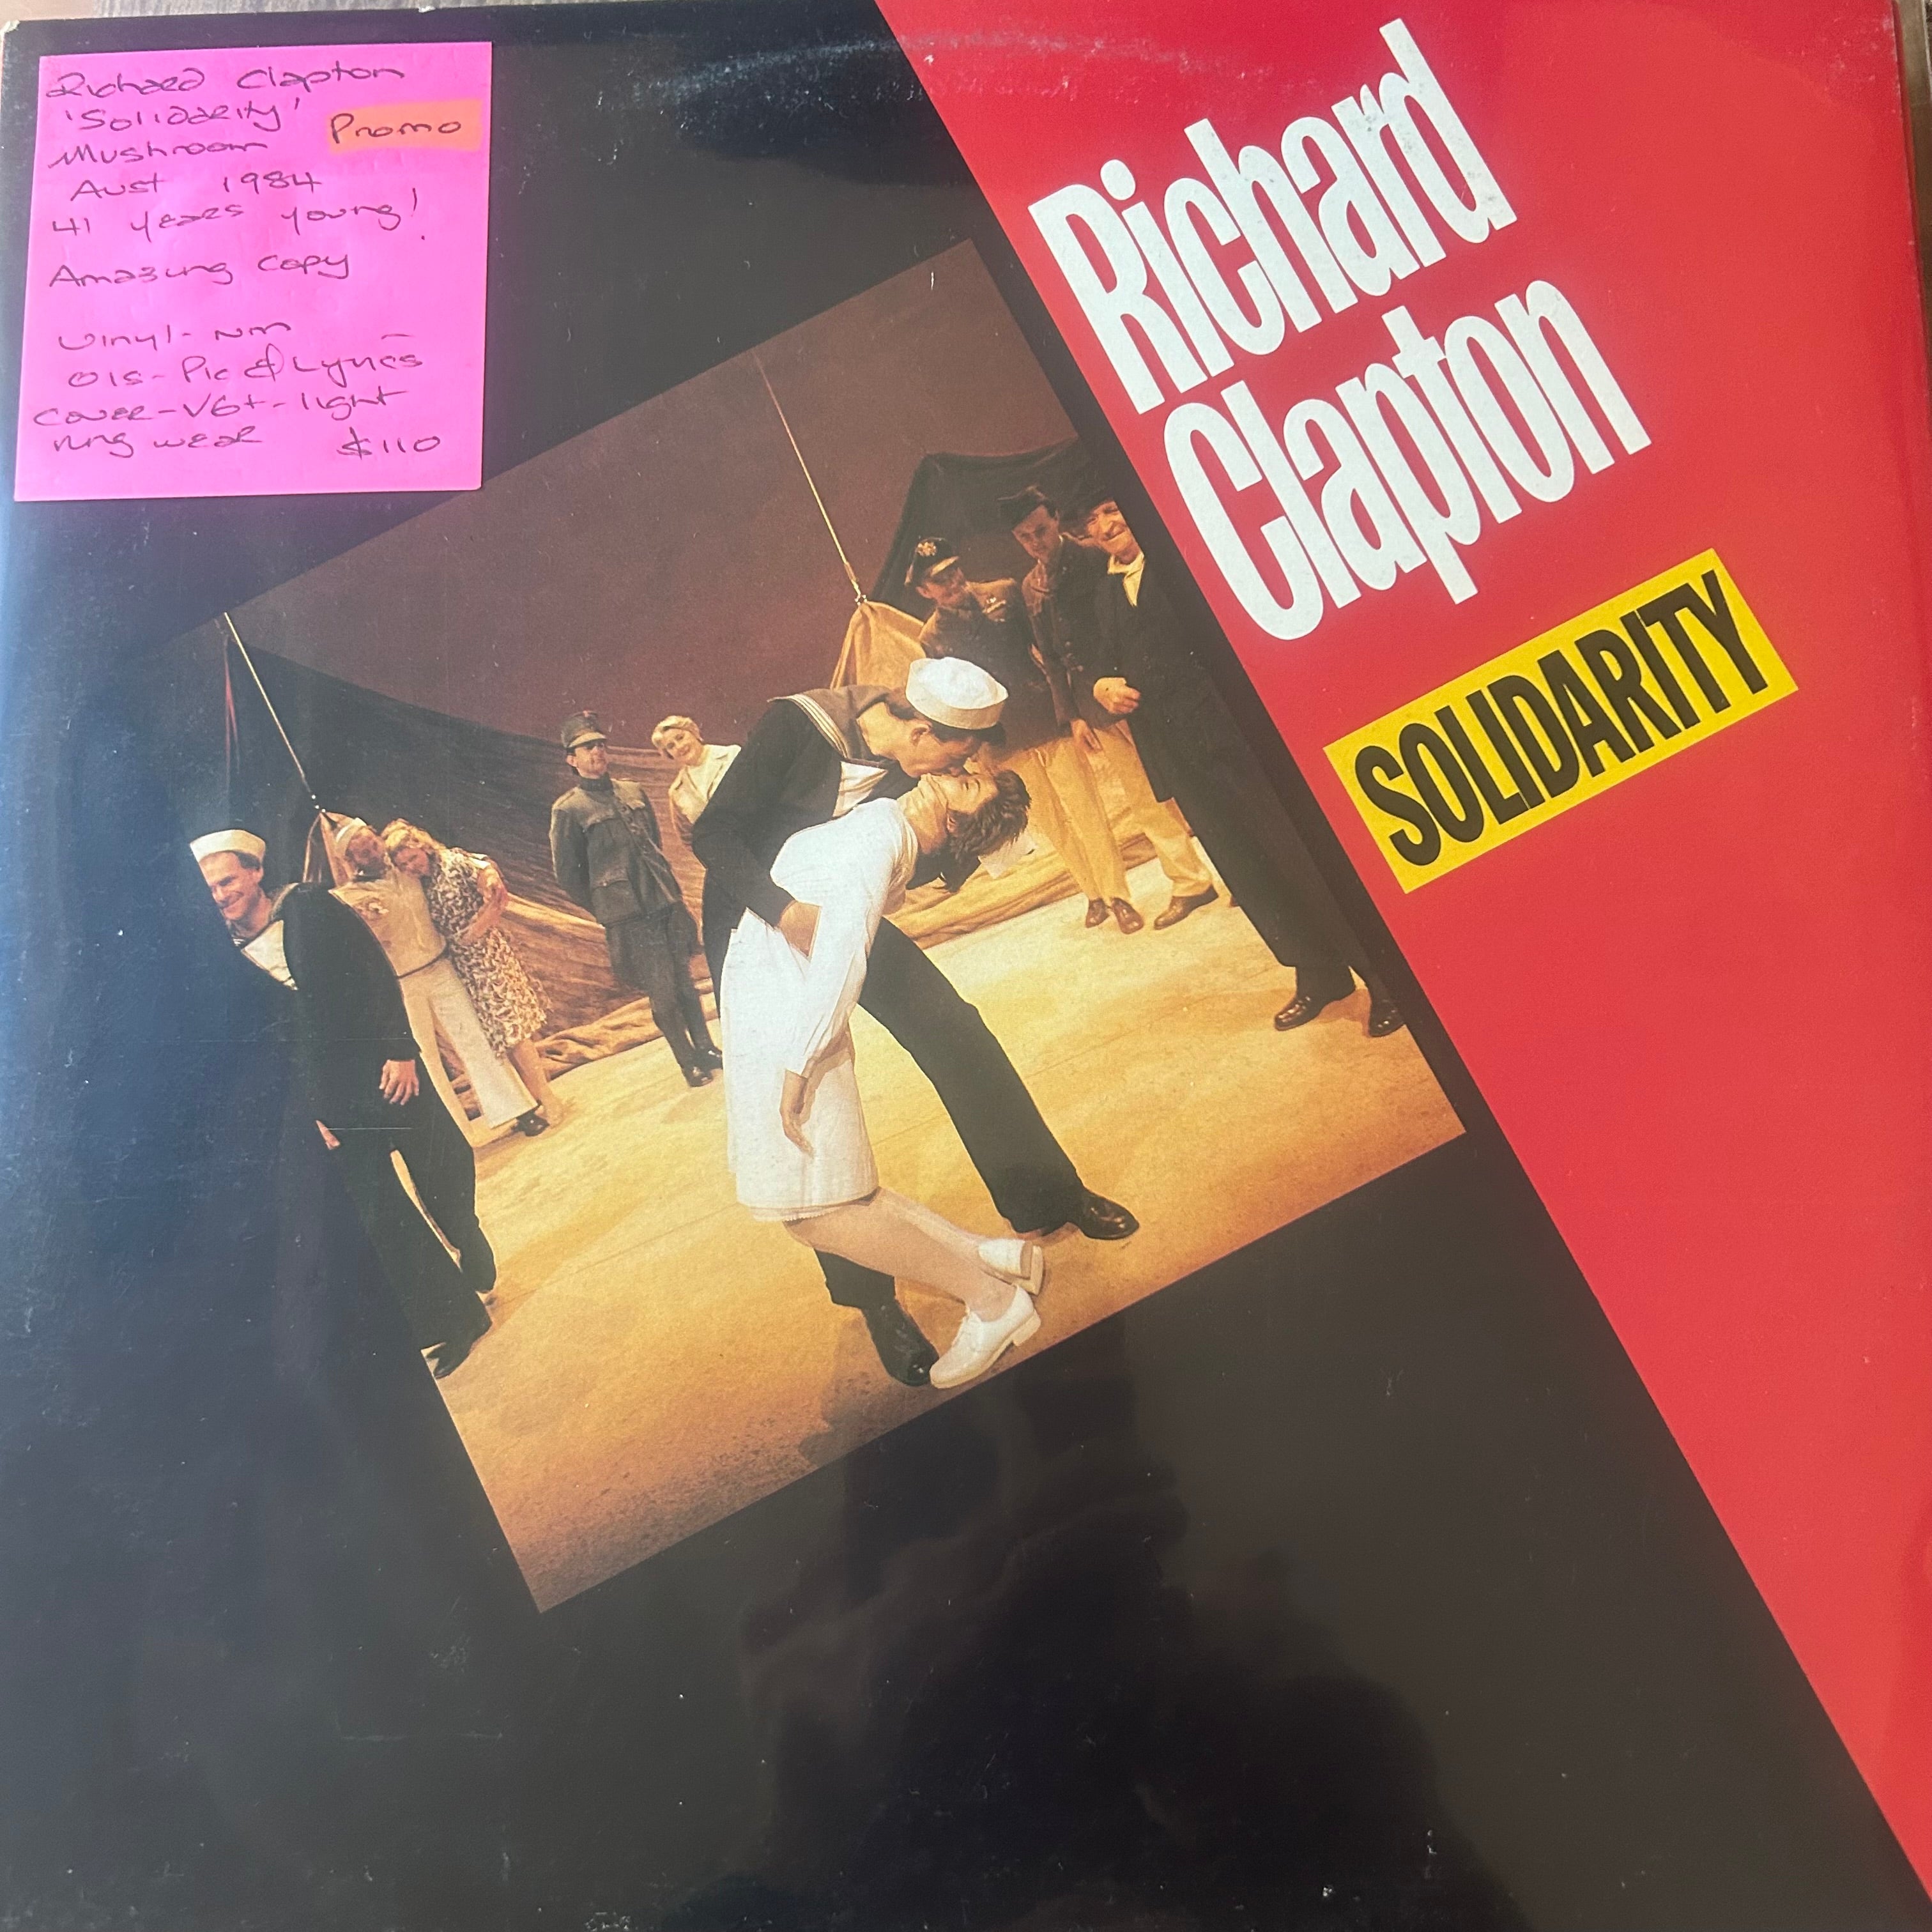 Richard Clapton
'Solidarity'
Promo
Mushroom
Aust 1984
41 years young!
Amazing Copy
Vinyl - NM
OIS - Pic & Lyrics
Cover - VG+ - light
ring wear $110
Richard
Clapton
SOLIDARITY